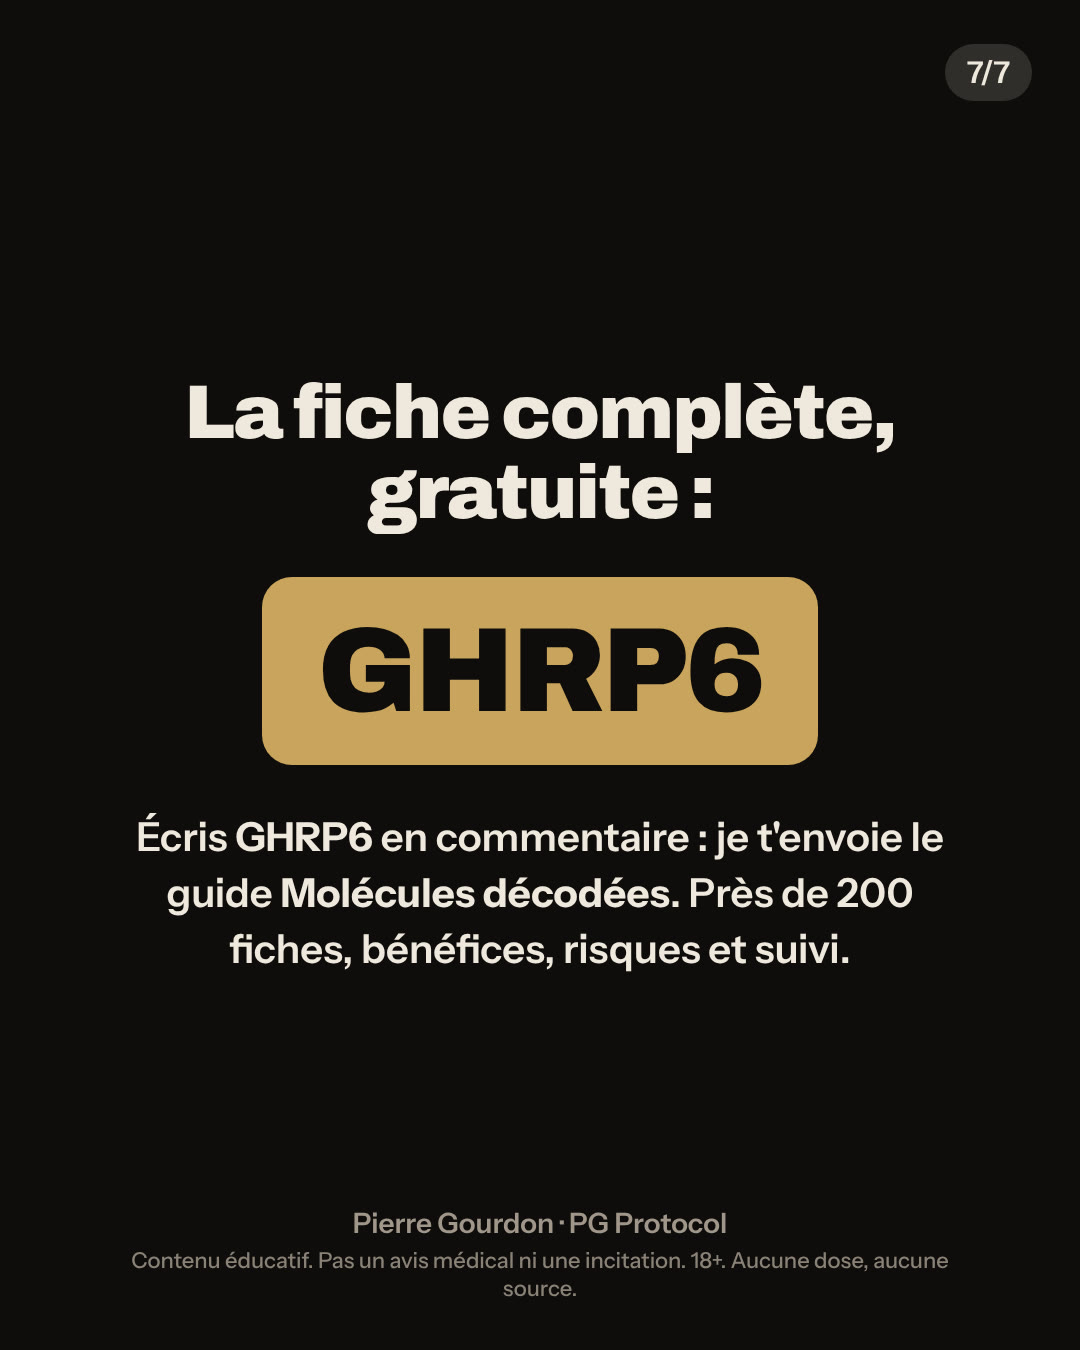 7/7
La fiche complète,
gratuite :
GHRP6
Écris GHRP6 en commentaire : je t'envoie le
guide Molécules décodées. Près de 200
fiches, bénéfices, risques et suivi.
Pierre Gourdon · PG Protocol
Contenu éducatif. Pas un avis médical ni une incitation. 18+. Aucune dose, aucune
source.